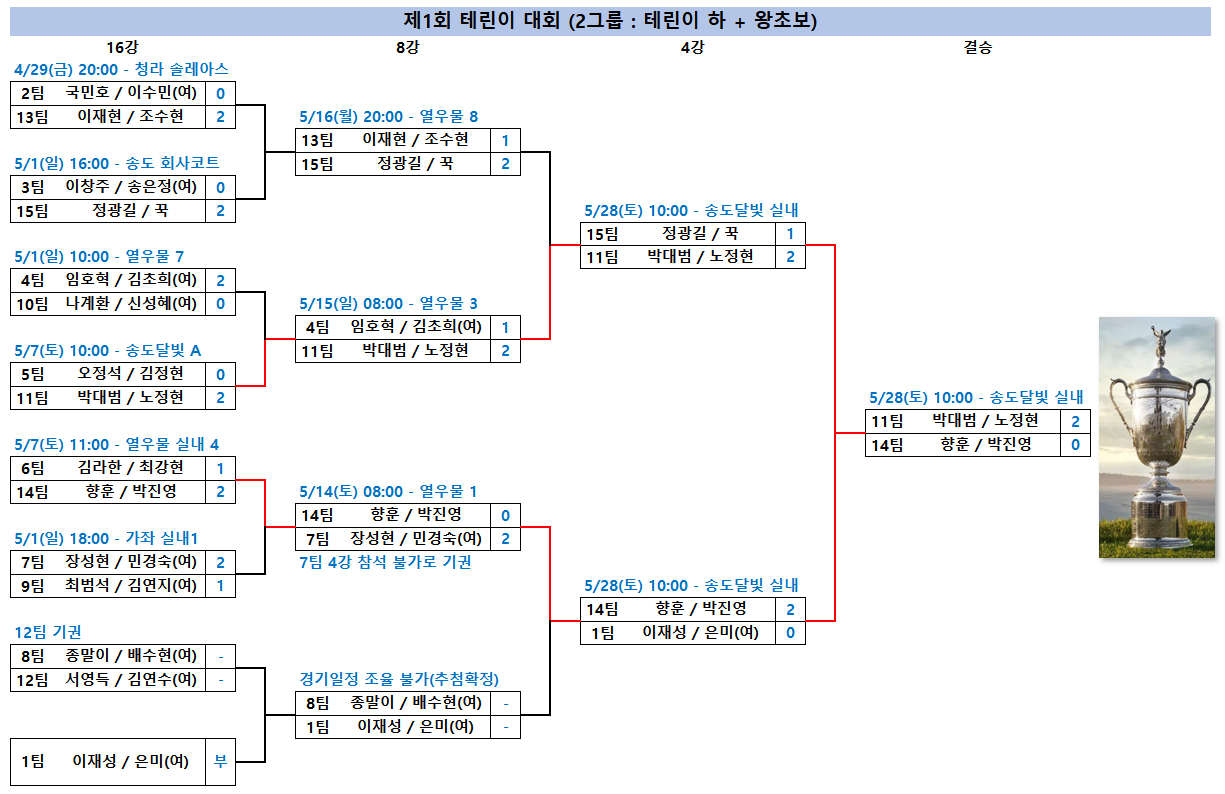 제1회 테린이 대회 (2그룹 : 테린이 하 + 왕초보)
16강 8강 4강 결승
4/29(금) 20:00 - 청라 솔레아스
2팀 국민호 / 이수민(여) 0
13팀 이재현 / 조수현 2
5/1(일) 16:00 - 송도 회사코트
3팀 이창주 / 송은정(여) 0
15팀 정광길 / 꾹 2
5/1(일) 10:00 - 열우물 7
4팀 임호혁 / 김초희(여) 2
10팀 나계환 / 신성혜(여) 0
5/7(토) 10:00 - 송도달빛 A
5팀 오정석 / 김정현 0
11팀 박대범 / 노정현 2
5/7(토) 11:00 - 열우물 실내 4
6팀 김라한 / 최강현 1
14팀 향훈 / 박진영 2
5/1(일) 18:00 - 가좌 실내1
7팀 장성현 / 민경숙(여) 2
9팀 최범석 / 김연지(여) 1
12팀 기권
8팀 종말이 / 배수현(여) -
12팀 서영득 / 김연수(여) -
1팀 이재성 / 은미(여) 부
5/16(월) 20:00 - 열우물 8
13팀 이재현 / 조수현 1
15팀 정광길 / 꾹 2
5/15(일) 08:00 - 열우물 3
4팀 임호혁 / 김초희(여) 1
11팀 박대범 / 노정현 2
5/14(토) 08:00 - 열우물 1
14팀 향훈 / 박진영 0
7팀 장성현 / 민경숙(여) 2
7팀 4강 참석 불가로 기권
경기일정 조율 불가(추첨확정)
8팀 종말이 / 배수현(여) -
1팀 이재성 / 은미(여) -
5/28(토) 10:00 - 송도달빛 실내
15팀 정광길 / 꾹 1
11팀 박대범 / 노정현 2
5/28(토) 10:00 - 송도달빛 실내
14팀 향훈 / 박진영 2
1팀 이재성 / 은미(여) 0
5/28(토) 10:00 - 송도달빛 실내
11팀 박대범 / 노정현 2
14팀 향훈 / 박진영 0